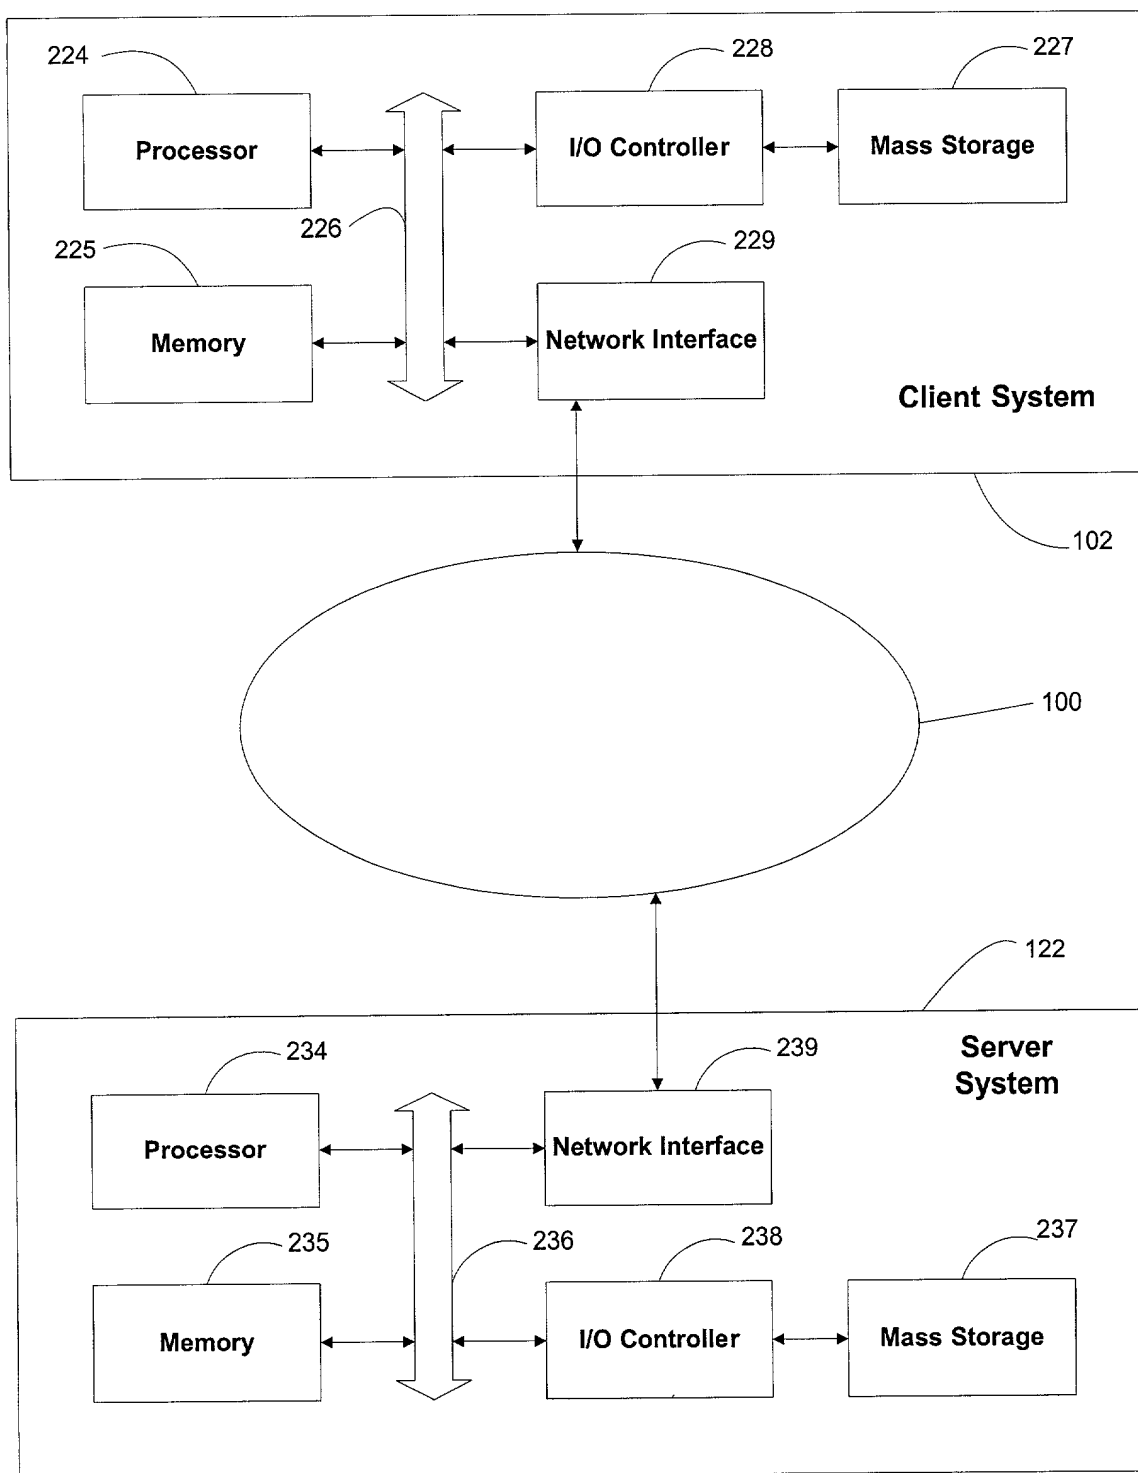 224
228
227
Processor
I/O Controller
Mass Storage
226
225
229
Memory
Network Interface
Client System
102
100
122
234
239
Server
System
Processor
Network Interface
235
236
238
237
Memory
I/O Controller
Mass Storage